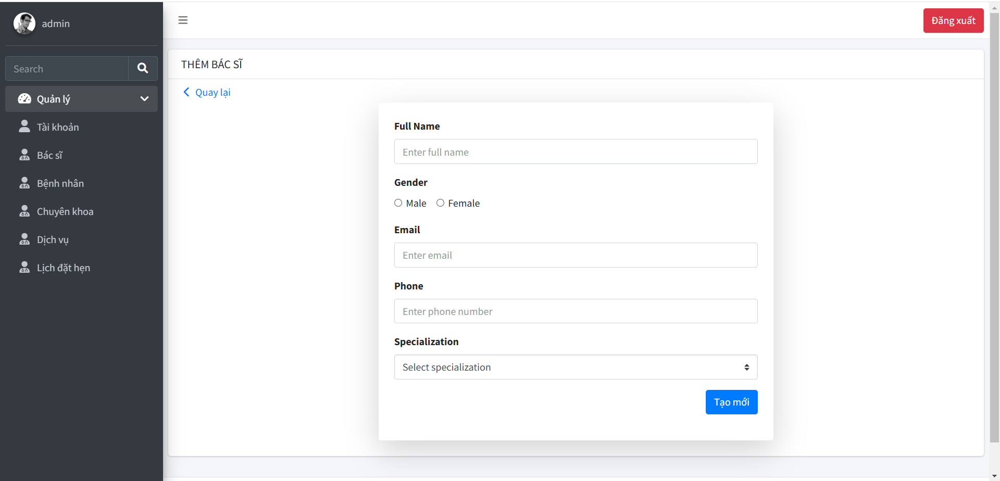 admin
Đăng xuất
Search
Quản lý
Tài khoản
Bác sĩ
Bệnh nhân
Chuyên khoa
Dịch vụ
Lịch đặt hẹn
THÊM BÁC SĨ
Quay lại
Full Name
Enter full name
Gender
Male Female
Email
Enter email
Phone
Enter phone number
Specialization
Select specialization
Tạo mới